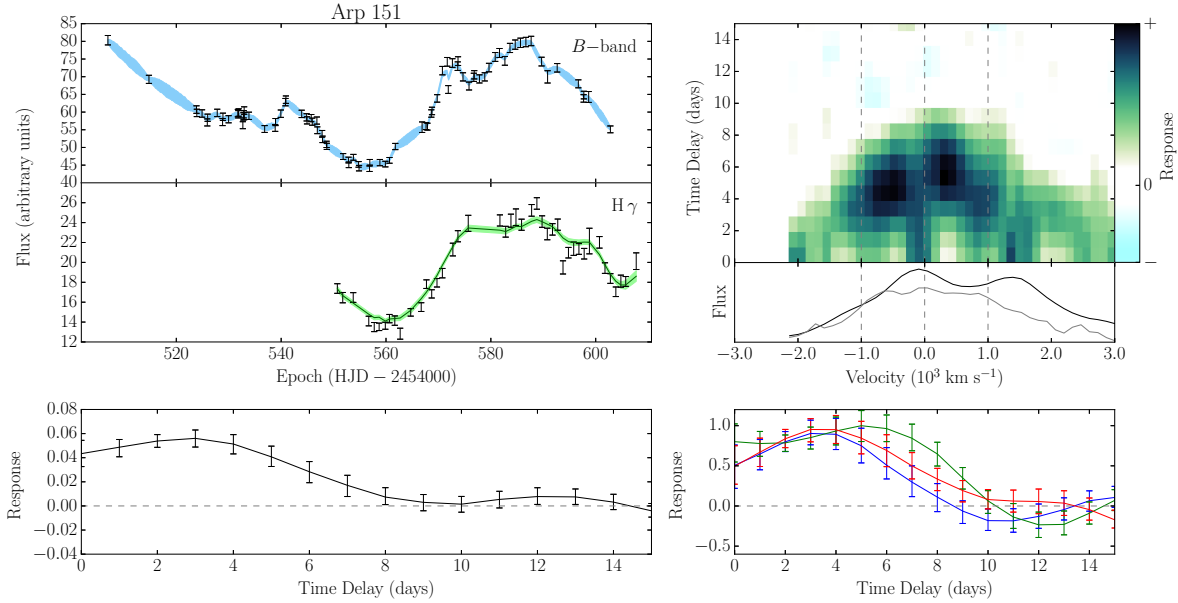 Arp 151
B−band
Flux (arbitrary units)
85
80
75
70
65
60
55
50
45
40
Hγ
26
24
22
20
18
16
14
12
520 540 560 580 600
Epoch (HJD − 2454000)
Time Delay (days)
14
12
10
8
6
4
2
0
+
0
−
Response
Flux
−3.0 −2.0 −1.0 0.0 1.0 2.0 3.0
Velocity (10³ km s⁻¹)
Response
0.08
0.06
0.04
0.02
0.00
−0.02
−0.04
0 2 4 6 8 10 12 14
Time Delay (days)
Response
1.0
0.5
0.0
−0.5
0 2 4 6 8 10 12 14
Time Delay (days)